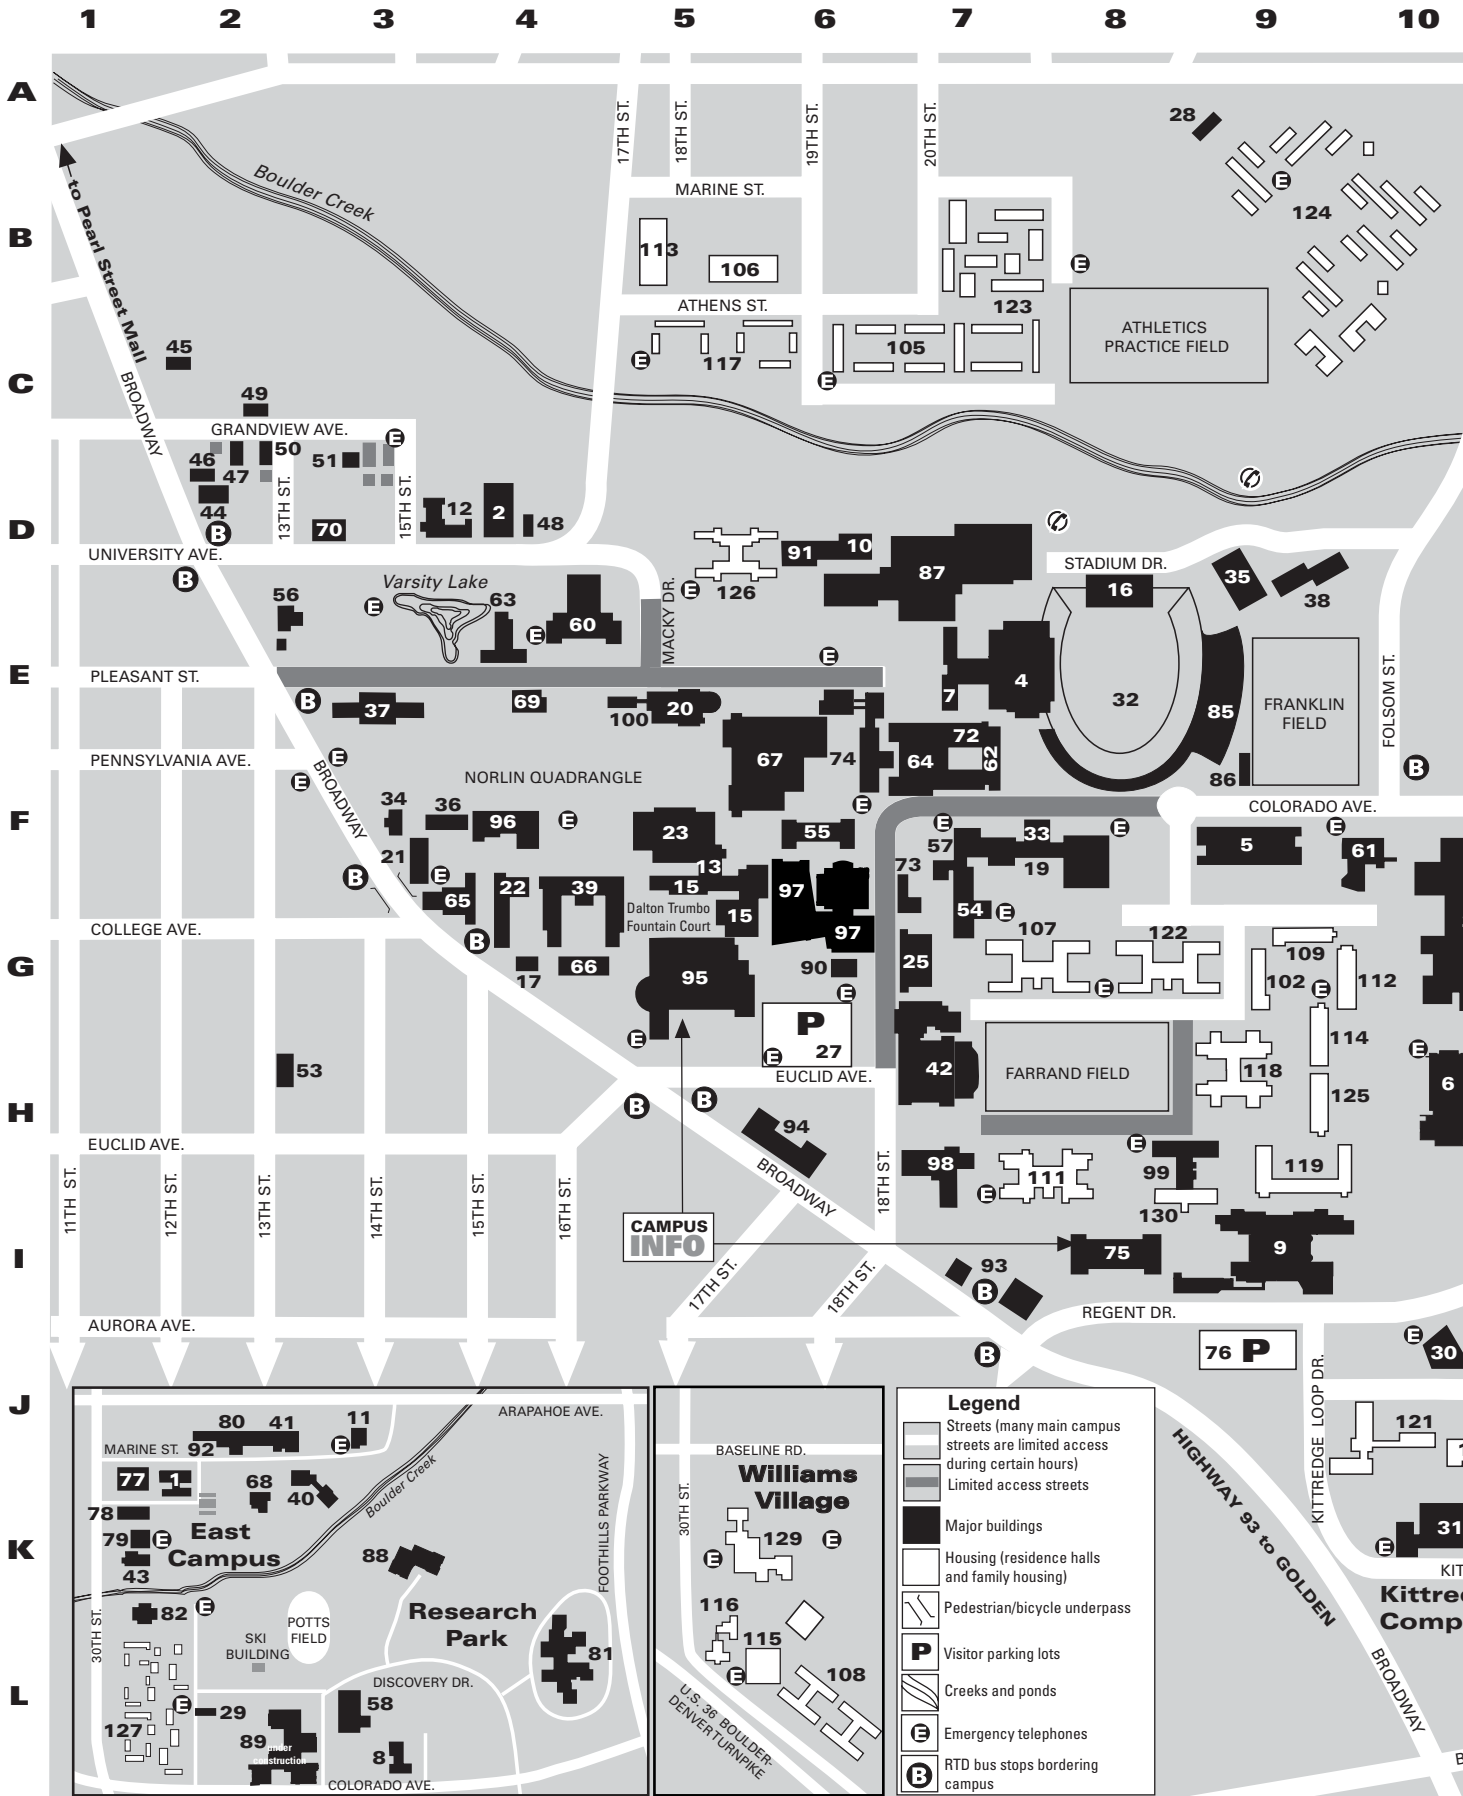 1 2 3 4 5 6 7 8 9 10
A
28
17TH ST.
18TH ST.
19TH ST.
20TH ST.
Boulder Creek
to Pearl Street Mall
MARINE ST.
E
124
B
113
106
E
ATHENS ST.
123
ATHLETICS
PRACTICE FIELD
45
E
117
105
E
C
BROADWAY
49
GRANDVIEW AVE.
E
46
47
50
51
44
13TH ST.
15TH ST.
12
2
48
70
B
D
UNIVERSITY AVE.
B
91
10
87
126
E
STADIUM DR.
16
35
38
56
E
Varsity Lake
63
E
60
MACKY DR.
E
PLEASANT ST.
E
B
37
69
100
20
7
4
32
85
FRANKLIN
FIELD
FOLSOM ST.
PENNSYLVANIA AVE.
E
E
BROADWAY
NORLIN QUADRANGLE
67
74
64
72
62
86
B
COLORADO AVE.
F
34
36
96
E
23
55
E
E
57
33
19
E
5
E
61
21
B
E
65
22
39
13
15
15
97
97
73
54
E
Dalton Trumbo
Fountain Court
COLLEGE AVE.
B
107
122
109
G
17
66
95
90
25
E
E
102
E
112
E
P
27
E
114
E
53
EUCLID AVE.
42
FARRAND FIELD
118
6
H
B
B
125
94
EUCLID AVE.
BROADWAY
98
E
111
E
99
130
119
11TH ST.
12TH ST.
13TH ST.
14TH ST.
15TH ST.
16TH ST.
18TH ST.
CAMPUS
INFO
75
9
I
93
B
17TH ST.
18TH ST.
REGENT DR.
AURORA AVE.
B
76 P
E
30
J
ARAPAHOE AVE.
80
41
11
MARINE ST.
92
E
77
1
68
40
Boulder Creek
78
East
Campus
79
E
43
K
88
FOOTHILLS PARKWAY
82
E
30TH ST.
POTTS
FIELD
SKI
BUILDING
Research
Park
81
DISCOVERY DR.
L
E
29
58
127
89
under
construction
8
COLORADO AVE.
BASELINE RD.
Williams
Village
30TH ST.
129
E
E
116
115
E
108
U.S. 36 BOULDER-
DENVERTURNPIKE
Legend
Streets (many main campus
streets are limited access
during certain hours)
Limited access streets
Major buildings
Housing (residence halls
and family housing)
Pedestrian/bicycle underpass
P Visitor parking lots
Creeks and ponds
E Emergency telephones
B RTD bus stops bordering
campus
HIGHWAY 93 to GOLDEN
KITTREDGE LOOP DR.
121
31
E
KIT
Kittre
Comp
BROADWAY